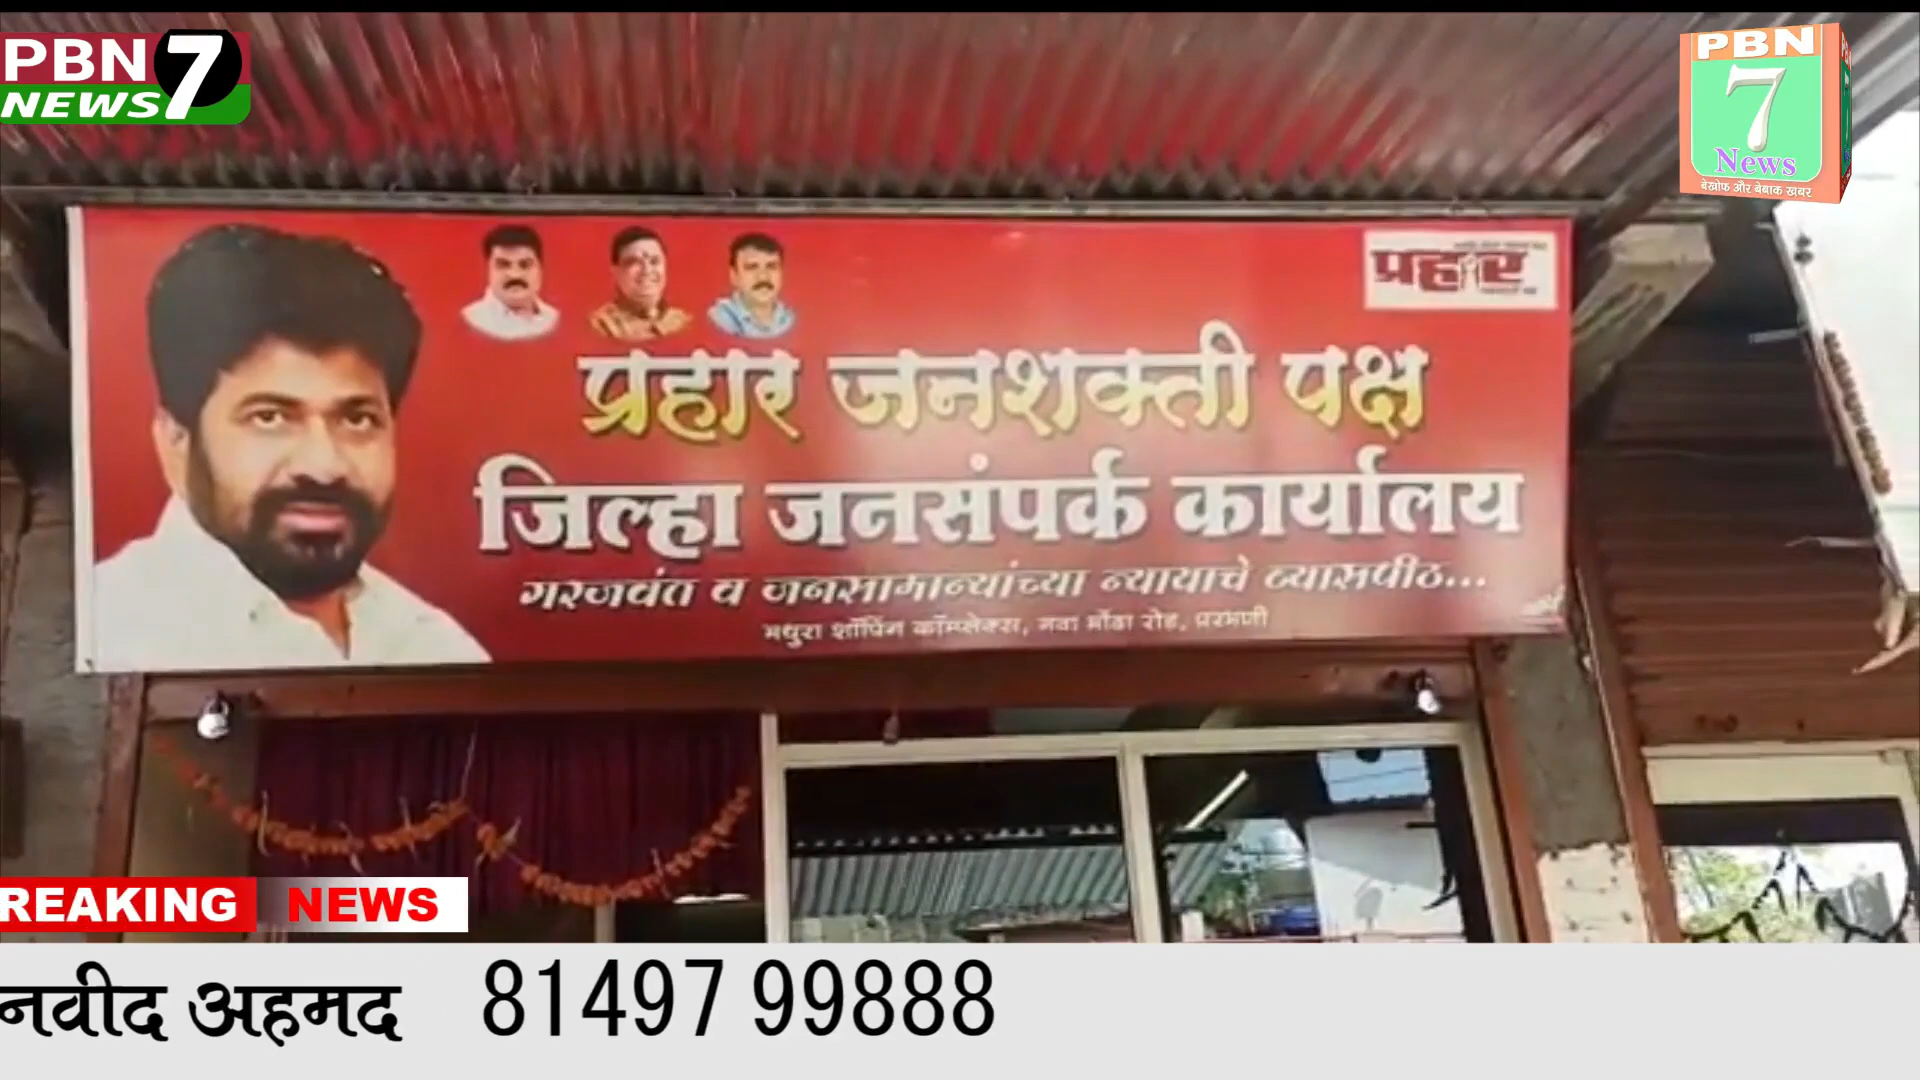 PBN 7
NEWS
PBN
7
News
बेखौफ और बेबाक ख़बर
प्रहार
प्रहार जनशक्ती पक्ष
जिल्हा जनसंपर्क कार्यालय
गरजवंत व जनसामान्यांच्या न्यायाचे व्यासपीठ...
मथुरा शॉपिंग कॉम्प्लेक्स, नवा मोंढा रोड, परभणी
REAKING NEWS
नवीद अहमद 81497 99888